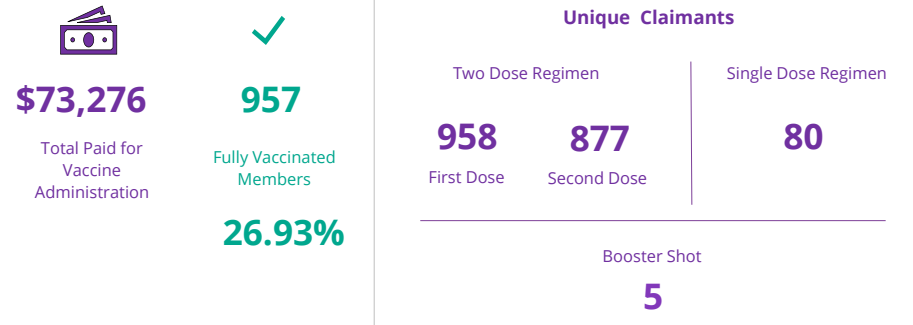 $73,276
Total Paid for
Vaccine
Administration
957
Fully Vaccinated
Members
26.93%
Unique Claimants
Two Dose Regimen
Single Dose Regimen
958
877
80
First Dose
Second Dose
Booster Shot
5